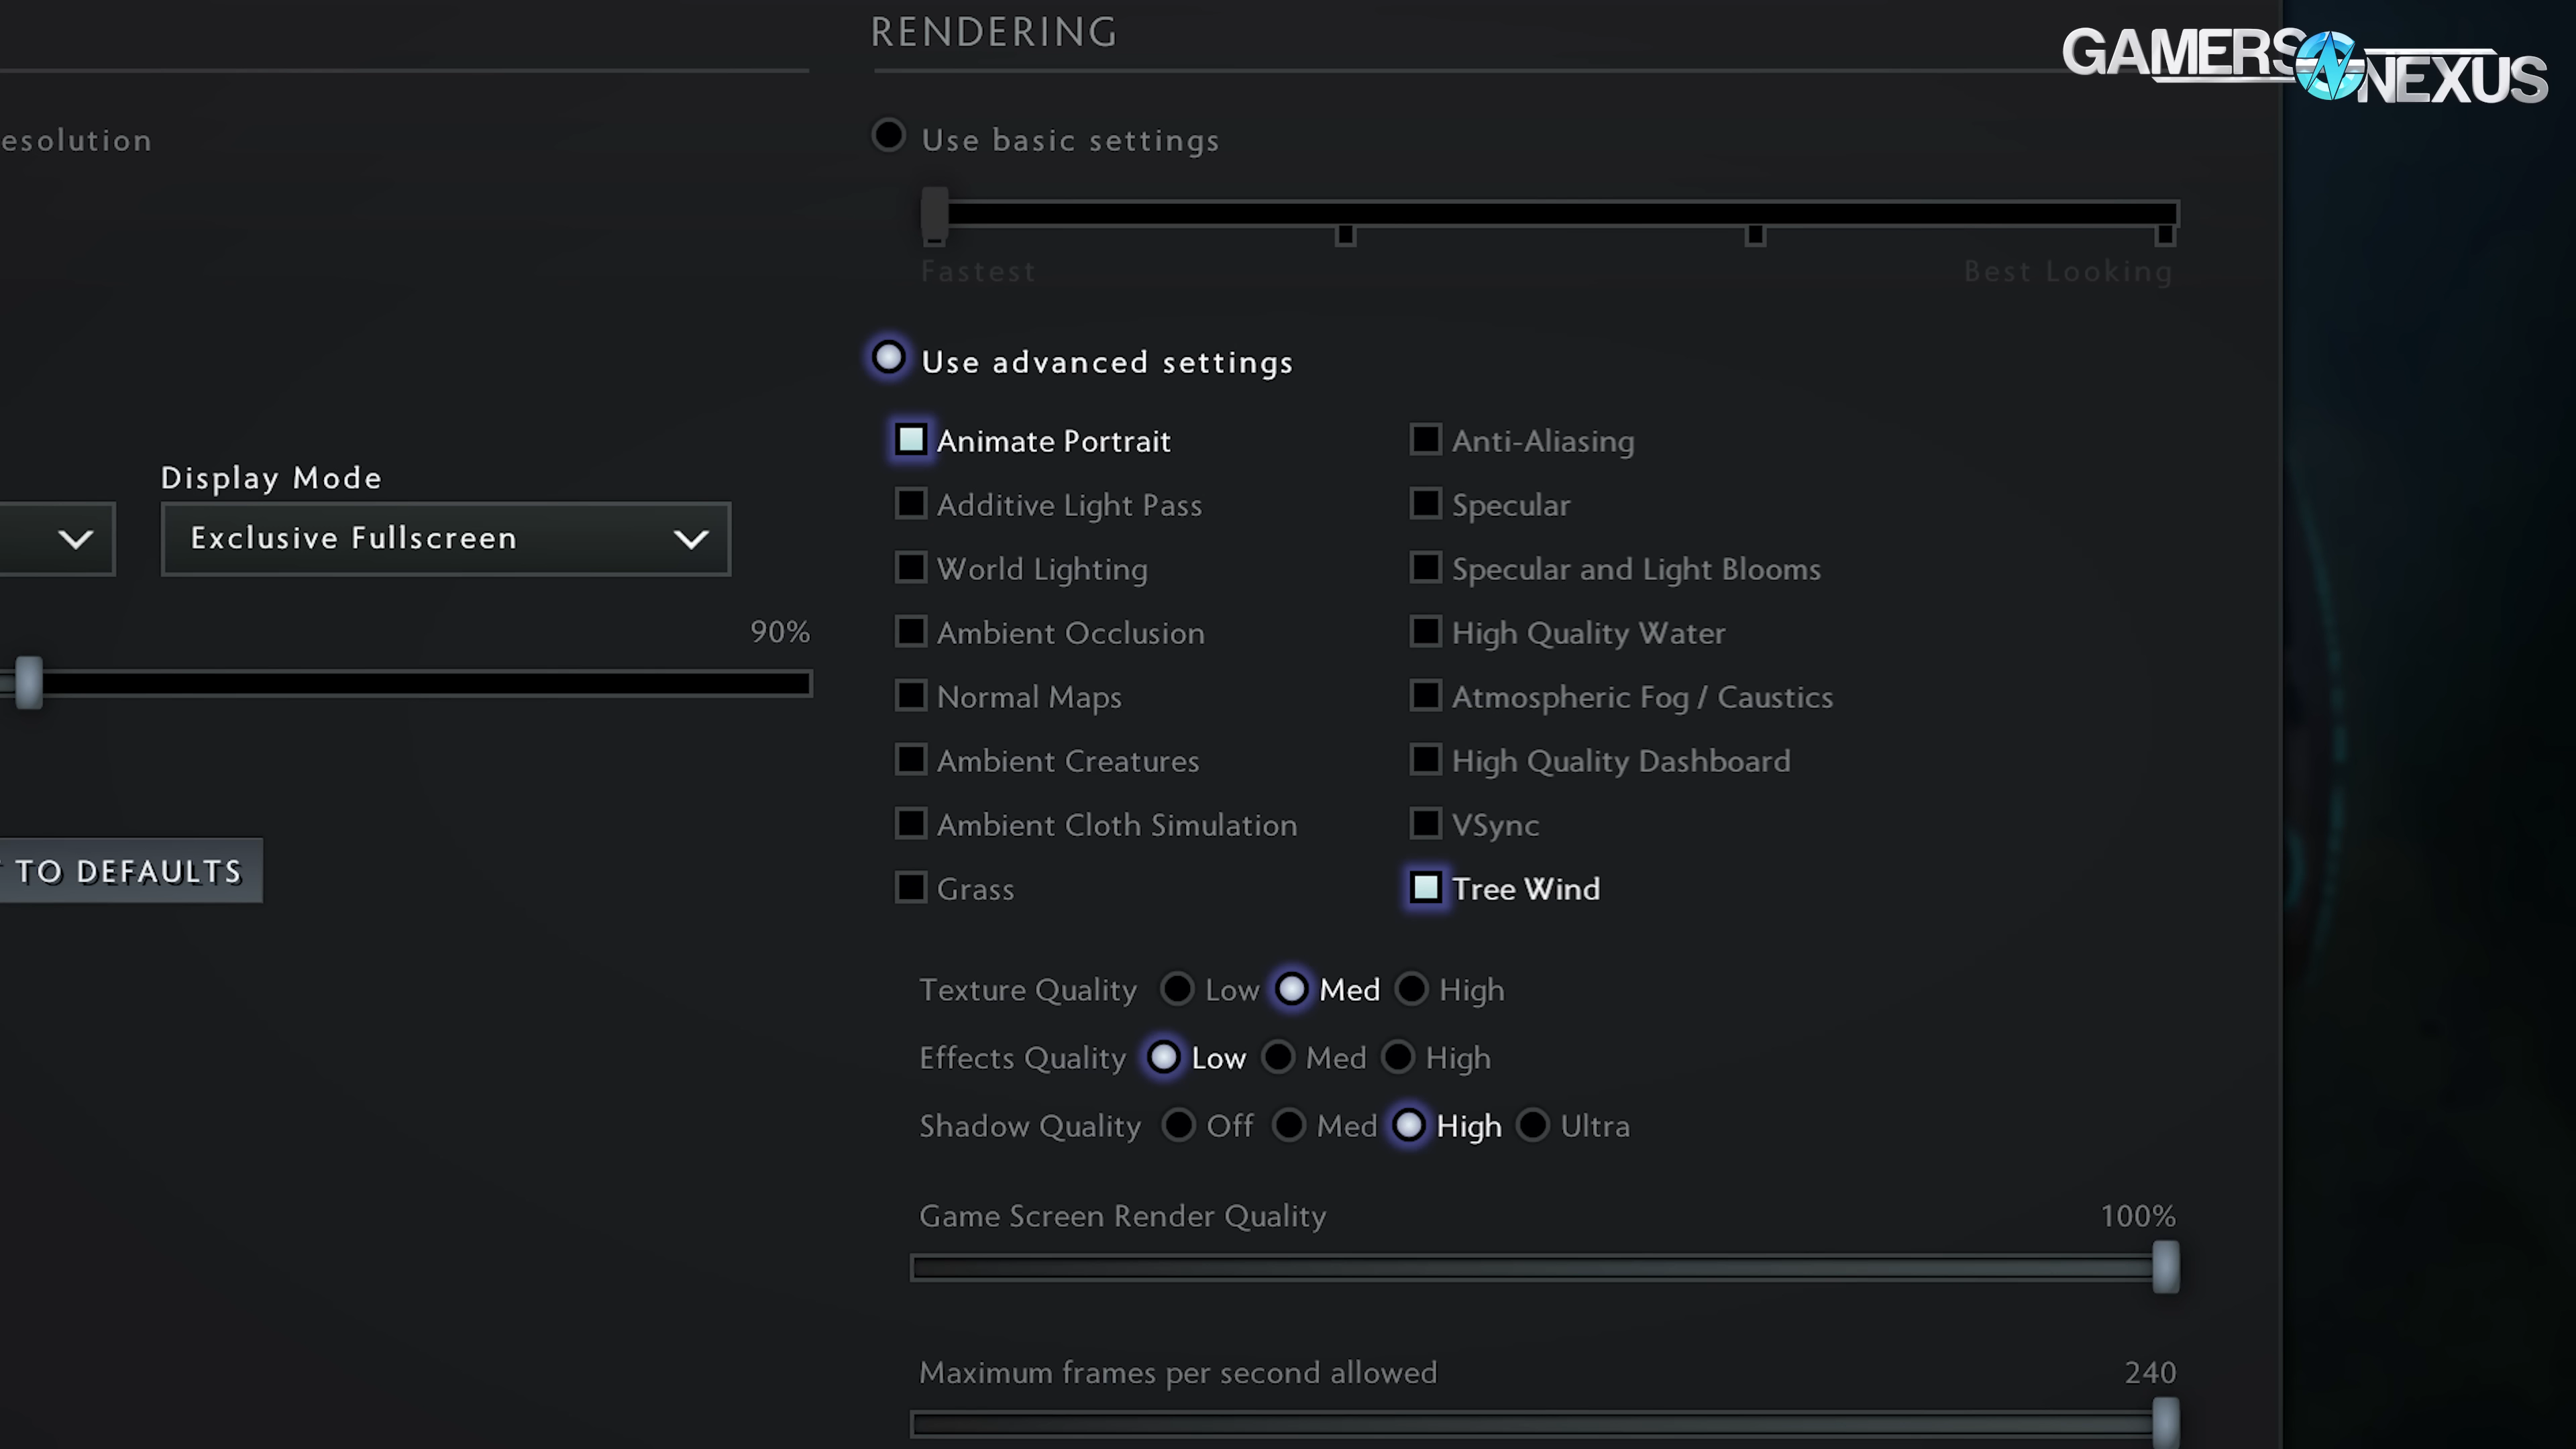 RENDERING
GAMERS NEXUS
esolution
Use basic settings
Fastest
Best Looking
Use advanced settings
Animate Portrait
Anti-Aliasing
Display Mode
Additive Light Pass
Specular
Exclusive Fullscreen
World Lighting
Specular and Light Blooms
90%
Ambient Occlusion
High Quality Water
Normal Maps
Atmospheric Fog / Caustics
Ambient Creatures
High Quality Dashboard
Ambient Cloth Simulation
VSync
TO DEFAULTS
Grass
Tree Wind
Texture Quality Low Med High
Effects Quality Low Med High
Shadow Quality Off Med High Ultra
Game Screen Render Quality
100%
Maximum frames per second allowed
240